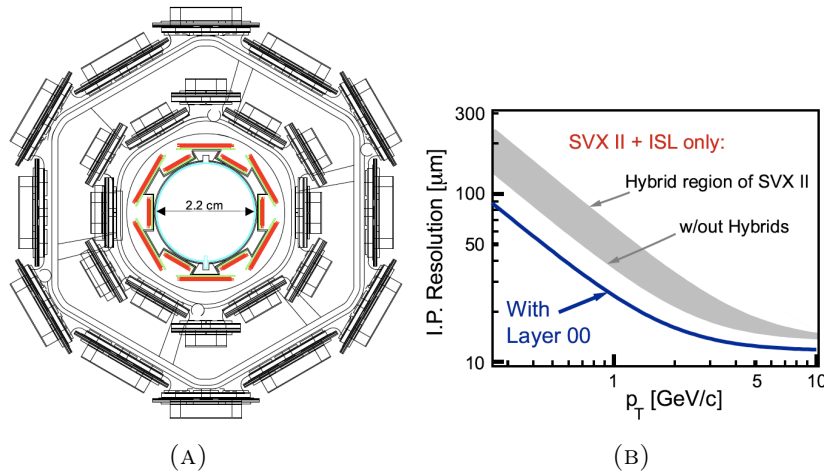 2.2 cm
(A)
I.P. Resolution [μm]
300
100
50
10
SVX II + ISL only:
Hybrid region of SVX II
w/out Hybrids
With
Layer 00
1
5
10
p_T [GeV/c]
(B)